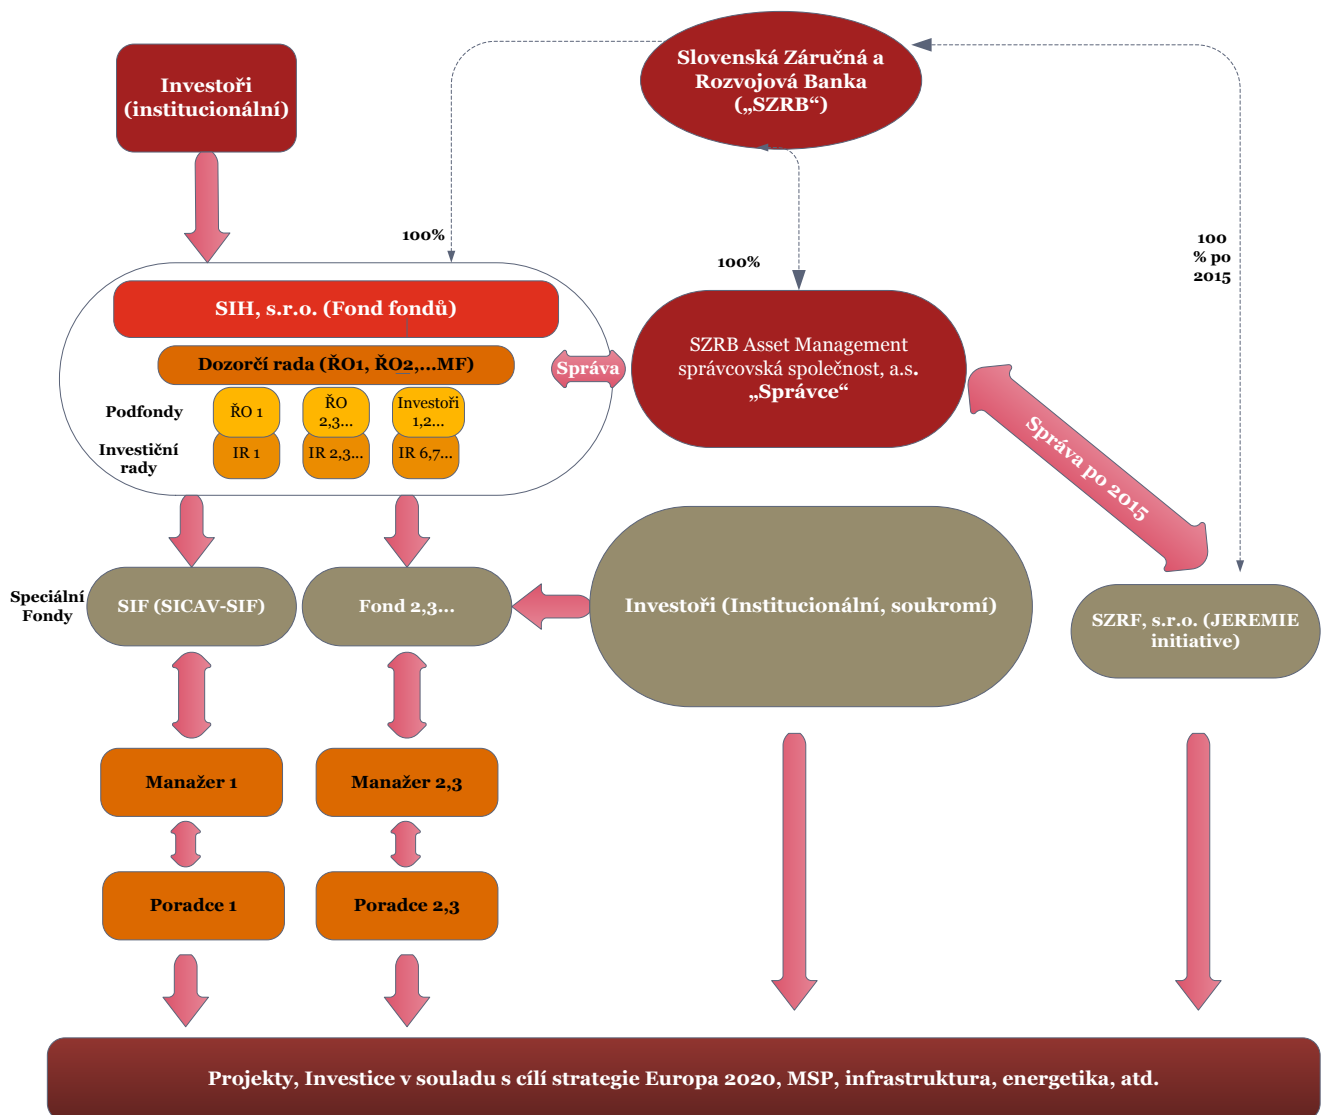 Slovenská Záručná a
Rozvojová Banka
(„SZRB“)
Investoři
(institucionální)
100%
100%
100
% po
2015
SIH, s.r.o. (Fond fondů)
Dozorčí rada (ŘO1, ŘO2,...MF)
Správa
SZRB Asset Management
správcovská společnost, a.s.
„Správce“
Podfondy
ŘO 1
ŘO
2,3...
Investoři
1,2...
Investiční
rady
IR 1
IR 2,3...
IR 6,7...
Správa po 2015
Speciální
Fondy
SIF (SICAV-SIF)
Fond 2,3...
Investoři (Institucionální, soukromí)
SZRF, s.r.o. (JEREMIE
initiative)
Manažer 1
Manažer 2,3
Poradce 1
Poradce 2,3
Projekty, Investice v souladu s cílí strategie Europa 2020, MSP, infrastruktura, energetika, atd.